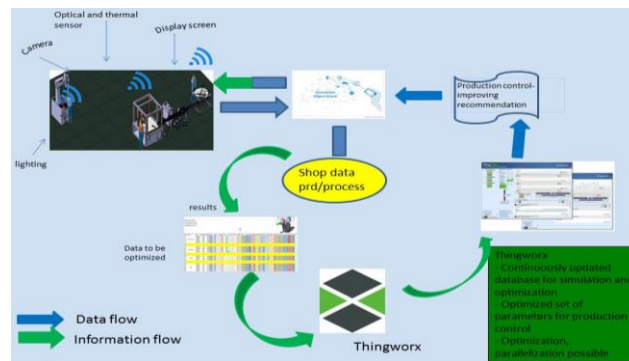 Optical and thermal
sensor
Display screen
Camera
lighting
Production control-
improving
recommendation
Shop data
prd/process
results
Data to be
optimized
Thingworx
Data flow
Information flow
Thingworx
- Continuously updated
database for simulation and
optimization
- Optimized set of
parameters for production
control
- Optimization,
parallelization possible